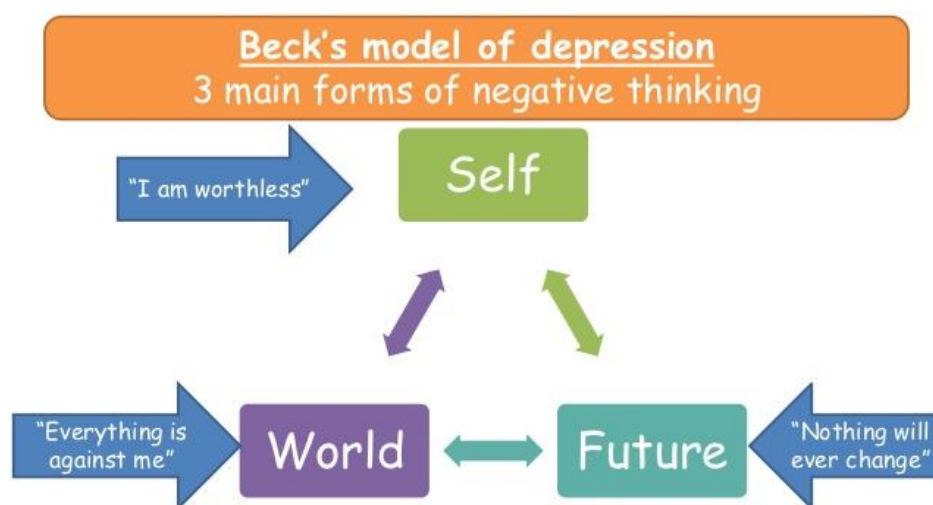 Beck's model of depression
3 main forms of negative thinking
"I am worthless"
Self
"Everything is
against me"
World
Future
"Nothing will
ever change"